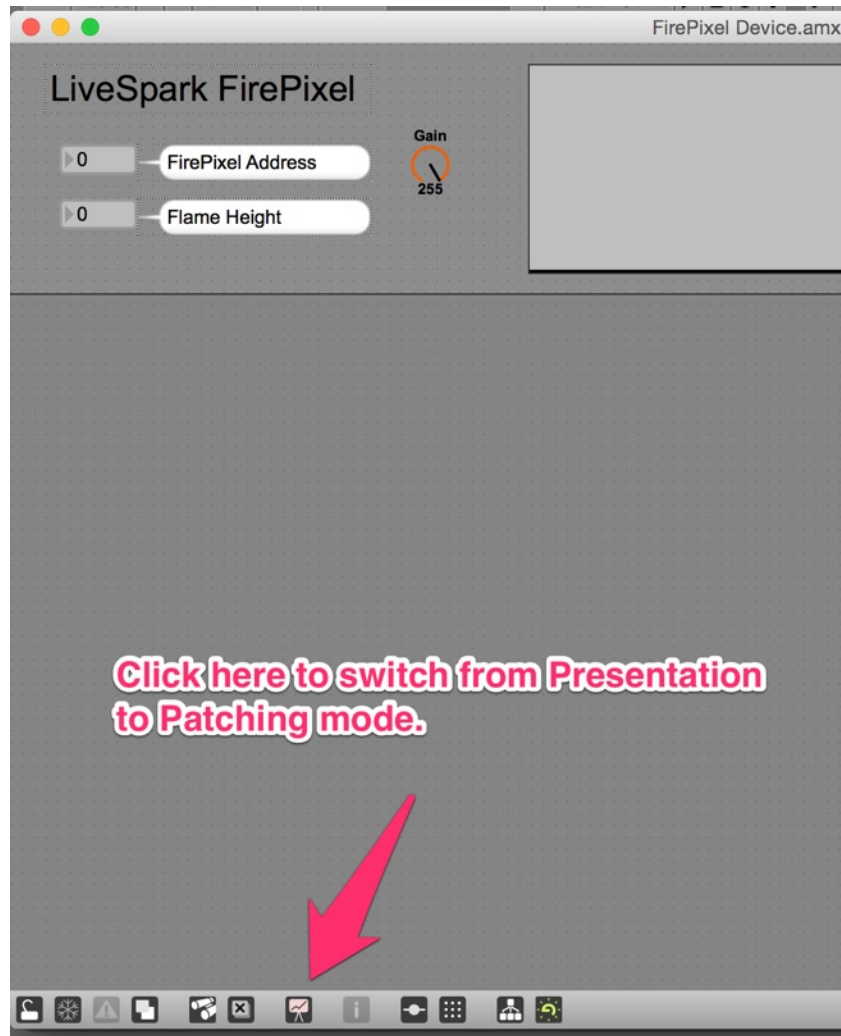 FirePixel Device.amx
LiveSpark FirePixel
Gain
0
FirePixel Address
255
0
Flame Height
Click here to switch from Presentation
to Patching mode.